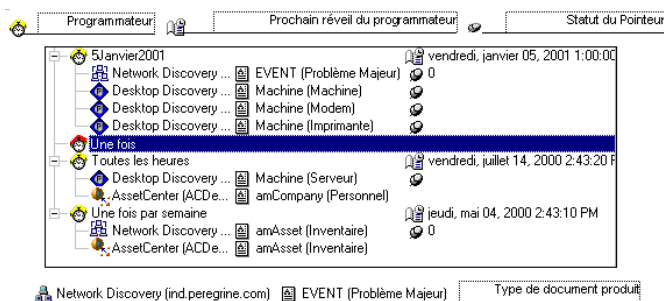 Programmateur Prochain réveil du programmateur Statut du Pointeur
5Janvier2001 vendredi, janvier 05, 2001 1:00:00
Network Discovery ... EVENT (Problème Majeur) 0
Desktop Discovery ... Machine (Machine)
Desktop Discovery ... Machine (Modem)
Desktop Discovery ... Machine (Imprimante)
Une fois
Toutes les heures vendredi, juillet 14, 2000 2:43:20 P
Desktop Discovery ... Machine (Serveur)
AssetCenter (ACDe... amCompany (Personnel)
Une fois par semaine jeudi, mai 04, 2000 2:43:10 PM
Network Discovery ... amAsset (Inventaire) 0
AssetCenter (ACDe... amAsset (Inventaire)
Network Discovery (ind.peregrine.com) EVENT (Problème Majeur) Type de document produit